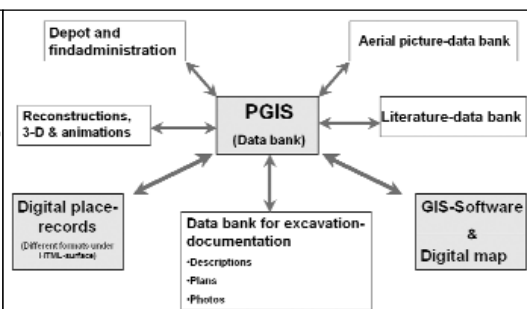 Depot and
findadministration
Aerial picture-data bank
PGIS
(Data bank)
Reconstructions,
3-D & animations
Literature-data bank
Digital place-
records
(Different formats under
HTML-surface)
Data bank for excavation-
documentation
•Descriptions
•Plans
•Photos
GIS-Software
&
Digital map